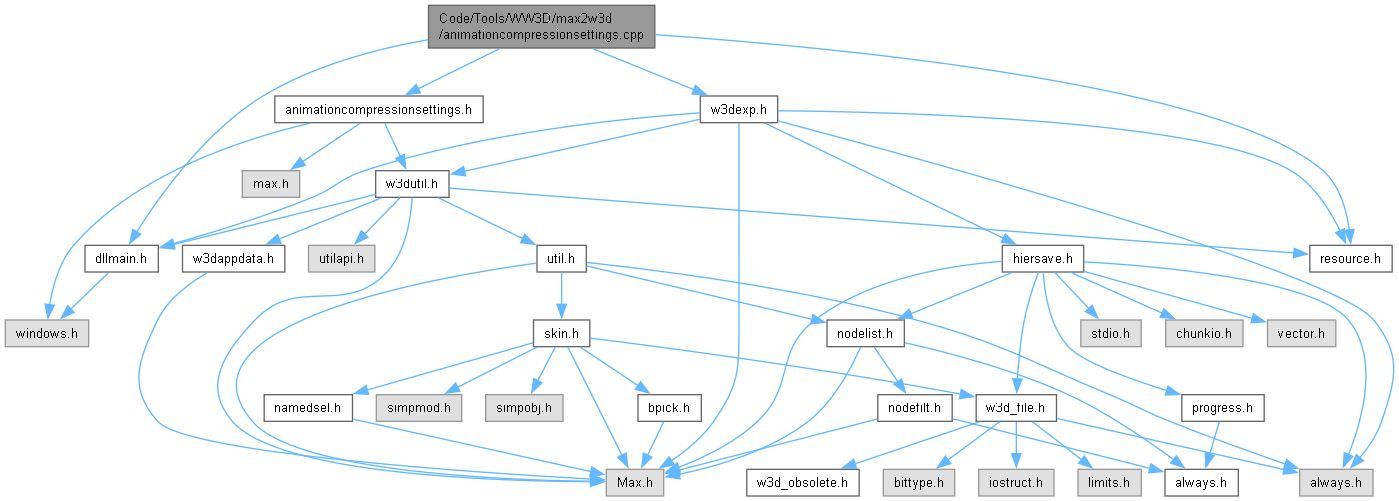 Code/Tools/WW3D/max2w3d
/animationcompressionsettings.cpp
animationcompressionsettings.h
w3dexp.h
max.h
w3dutil.h
dllmain.h
w3dappdata.h
utilapi.h
util.h
hiersave.h
resource.h
windows.h
skin.h
nodelist.h
stdio.h
chunkio.h
vector.h
namedsel.h
simpmod.h
simpobj.h
bpick.h
nodefilt.h
w3d_file.h
progress.h
Max.h
w3d_obsolete.h
bittype.h
iostruct.h
limits.h
always.h
always.h